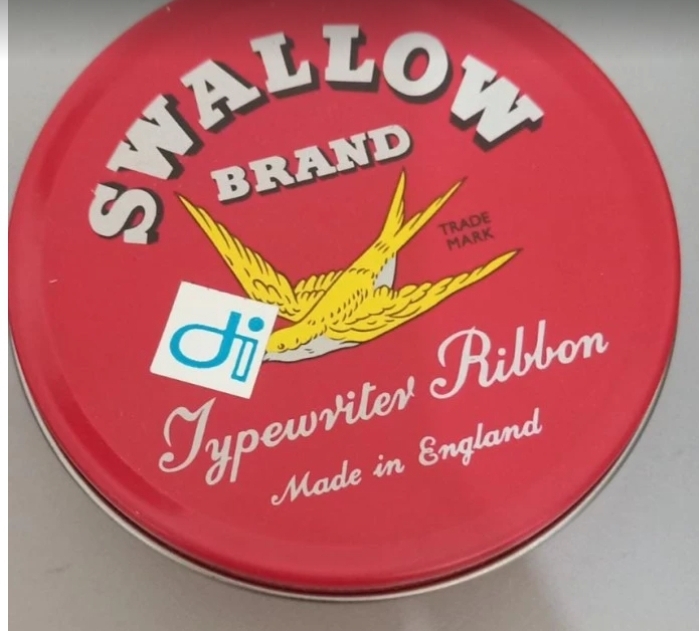 SWALLOW
BRAND
TRADE
MARK
di
Typewriter Ribbon
Made in England